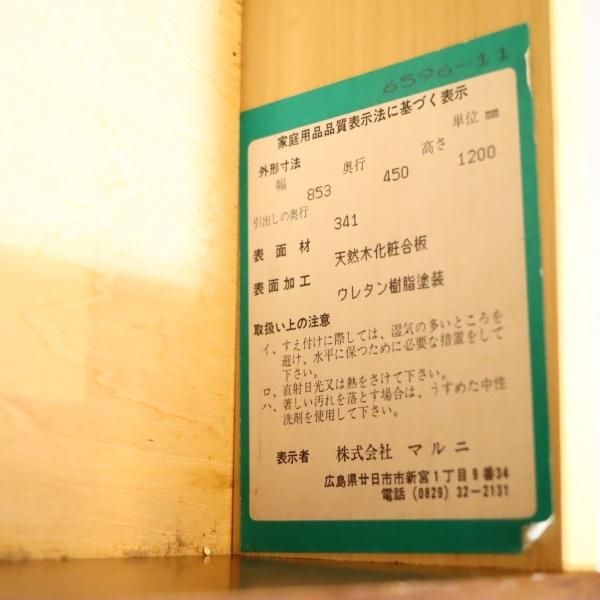 6596-11
家庭用品品質表示法に基づく表示
外形寸法 単位 mm
幅 奥行 高さ
853 450 1200
引出しの奥行
341
表面材 天然木化粧合板
表面加工 ウレタン樹脂塗装
取扱い上の注意
イ、すえ付けに際しては、湿気の多いところを
避け、水平に保つために必要な措置をして
下さい。
ロ、直射日光又は熱をさけて下さい。
ハ、著しい汚れを落とす場合は、うすめた中性
洗剤を使用して下さい。
表示者 株式会社 マルニ
広島県廿日市市新宮1丁目9番34
電話 (0829) 32-2131